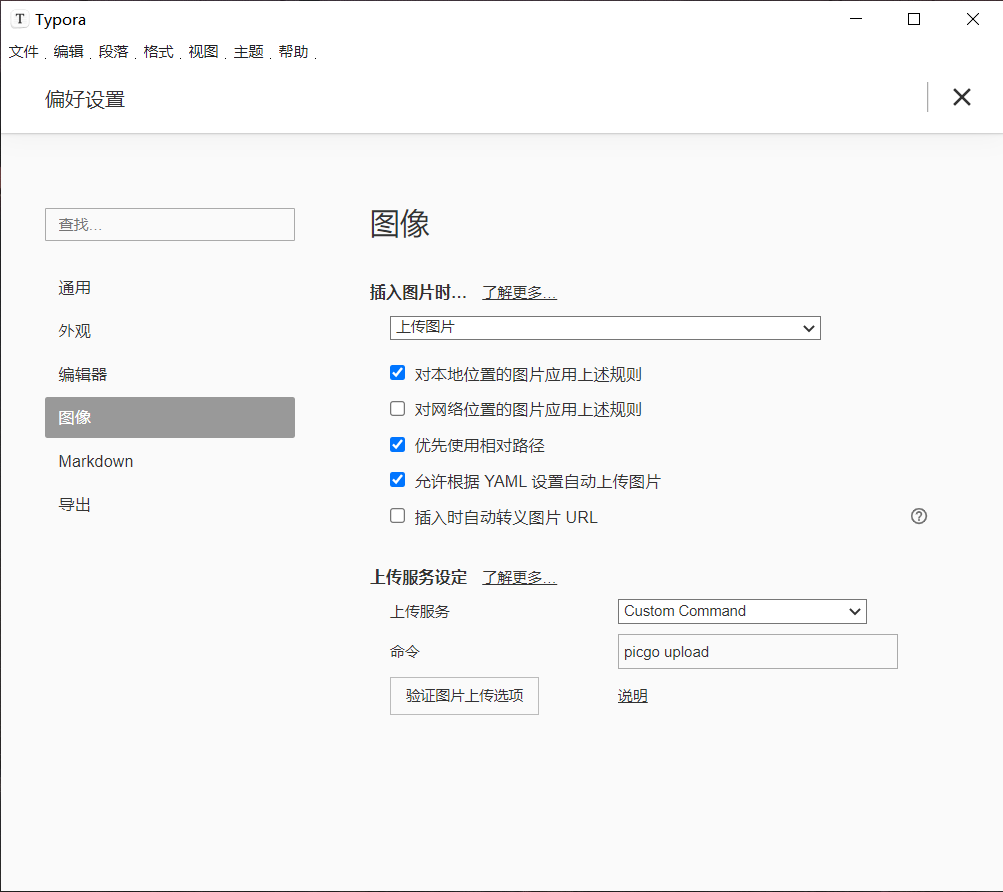 T Typora
文件 编辑 段落 格式 视图 主题 帮助
偏好设置
查找...
通用
外观
编辑器
图像
Markdown
导出
图像
插入图片时... 了解更多...
上传图片
对本地位置的图片应用上述规则
对网络位置的图片应用上述规则
优先使用相对路径
允许根据 YAML 设置自动上传图片
插入时自动转义图片 URL
上传服务设定 了解更多...
上传服务 Custom Command
命令 picgo upload
验证图片上传选项 说明